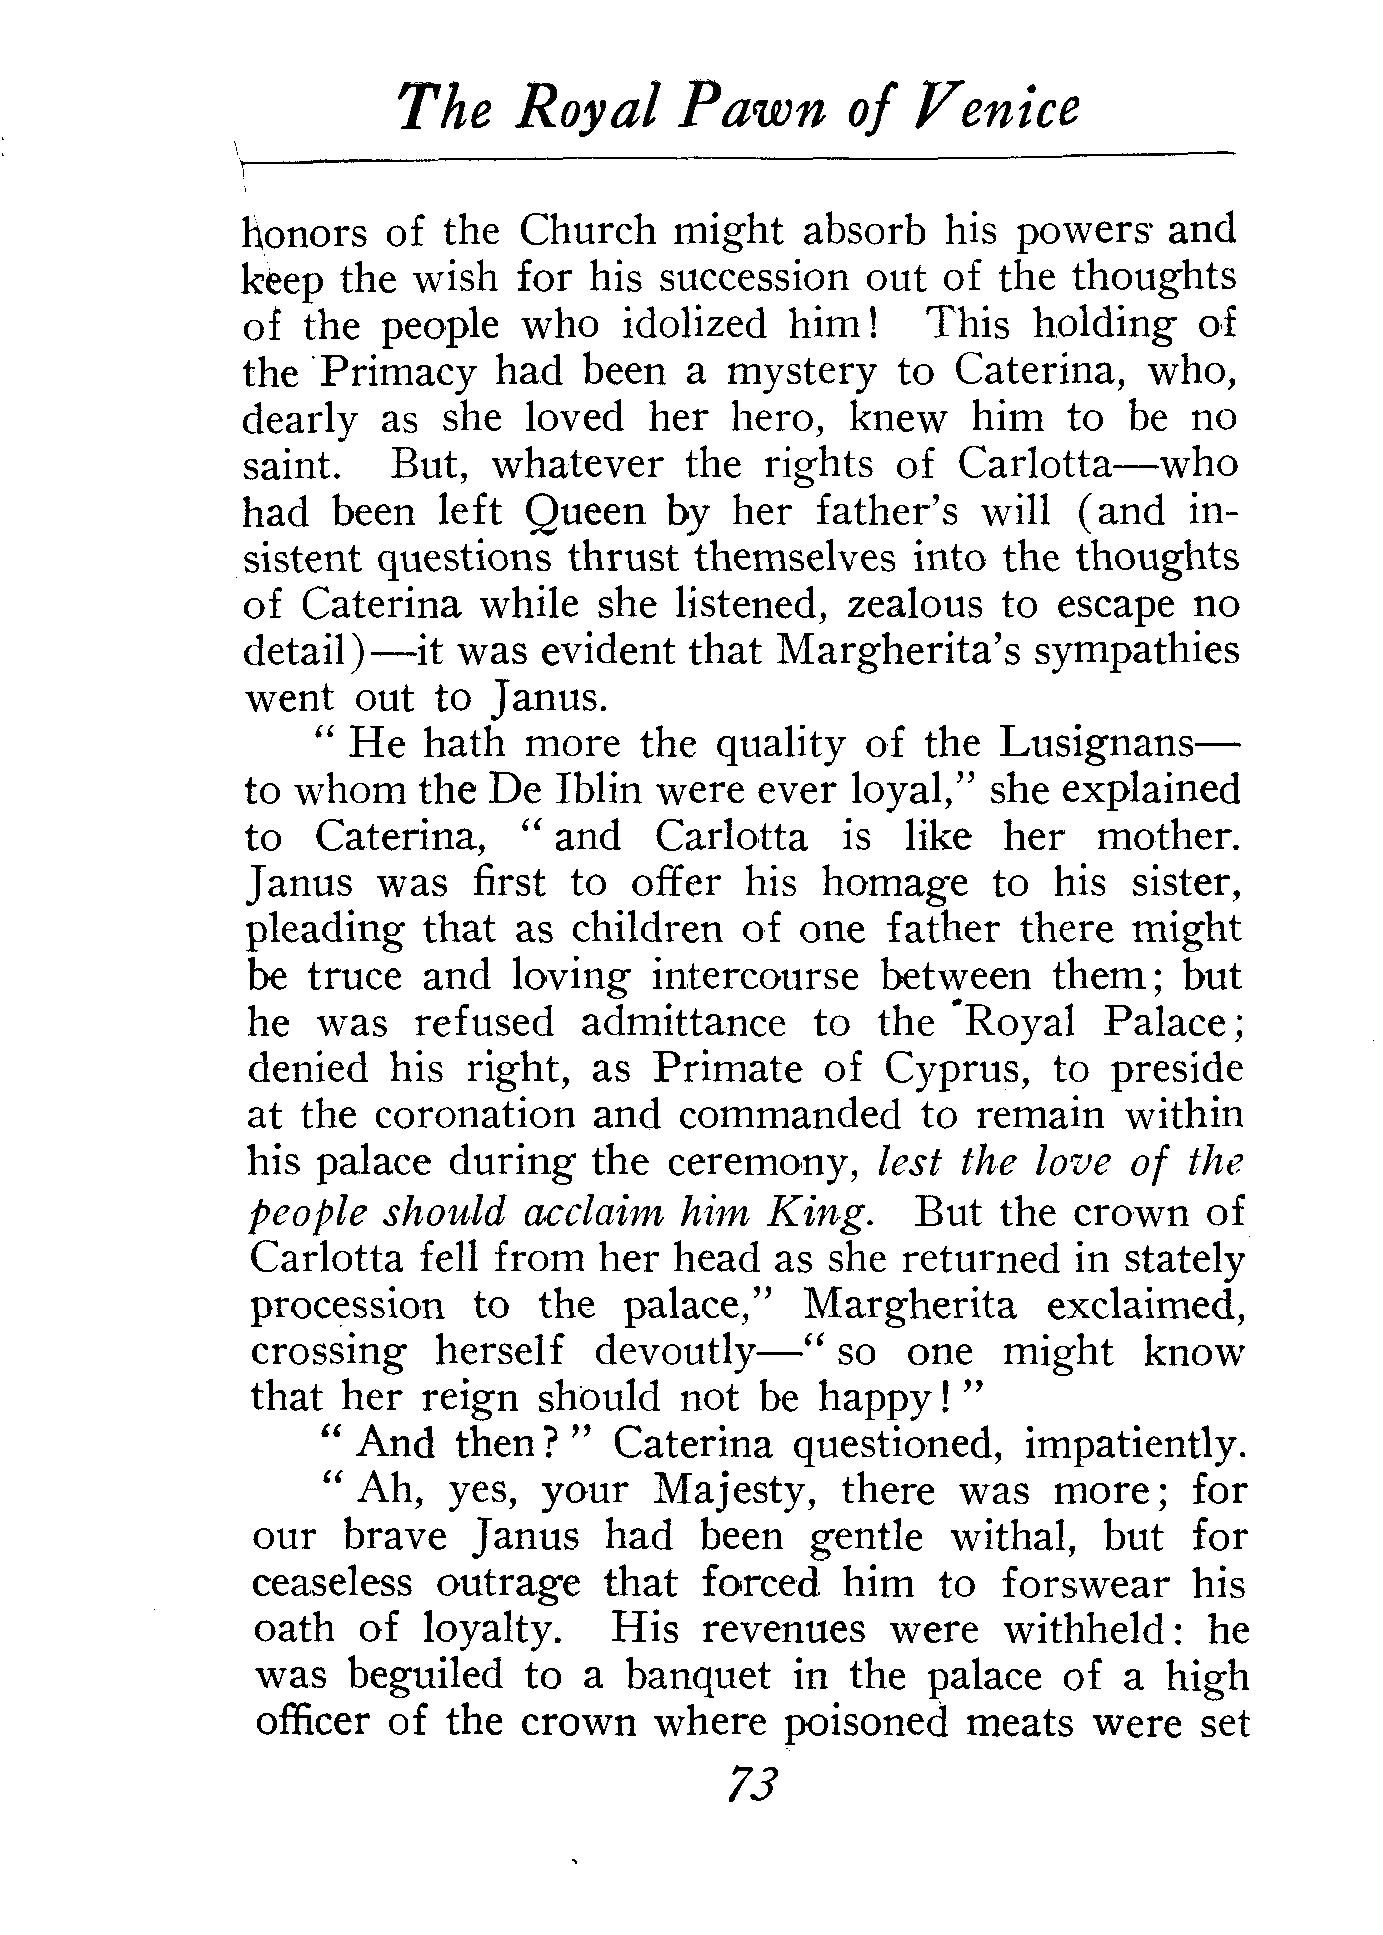 The Royal Pawn of Venice
honors of the Church might absorb his powers and
keep the wish for his succession out of the thoughts
of the people who idolized him! This holding of
the Primacy had been a mystery to Caterina, who,
dearly as she loved her hero, knew him to be no
saint. But, whatever the rights of Carlotta—who
had been left Queen by her father's will (and in-
sistent questions thrust themselves into the thoughts
of Caterina while she listened, zealous to escape no
detail)—it was evident that Margherita's sympathies
went out to Janus.
" He hath more the quality of the Lusignans—
to whom the De Iblin were ever loyal," she explained
to Caterina, " and Carlotta is like her mother.
Janus was first to offer his homage to his sister,
pleading that as children of one father there might
be truce and loving intercourse between them; but
he was refused admittance to the Royal Palace;
denied his right, as Primate of Cyprus, to preside
at the coronation and commanded to remain within
his palace during the ceremony, lest the love of the
people should acclaim him King. But the crown of
Carlotta fell from her head as she returned in stately
procession to the palace," Margherita exclaimed,
crossing herself devoutly—" so one might know
that her reign should not be happy! "
" And then? " Caterina questioned, impatiently.
" Ah, yes, your Majesty, there was more; for
our brave Janus had been gentle withal, but for
ceaseless outrage that forced him to forswear his
oath of loyalty. His revenues were withheld: he
was beguiled to a banquet in the palace of a high
officer of the crown where poisoned meats were set
73